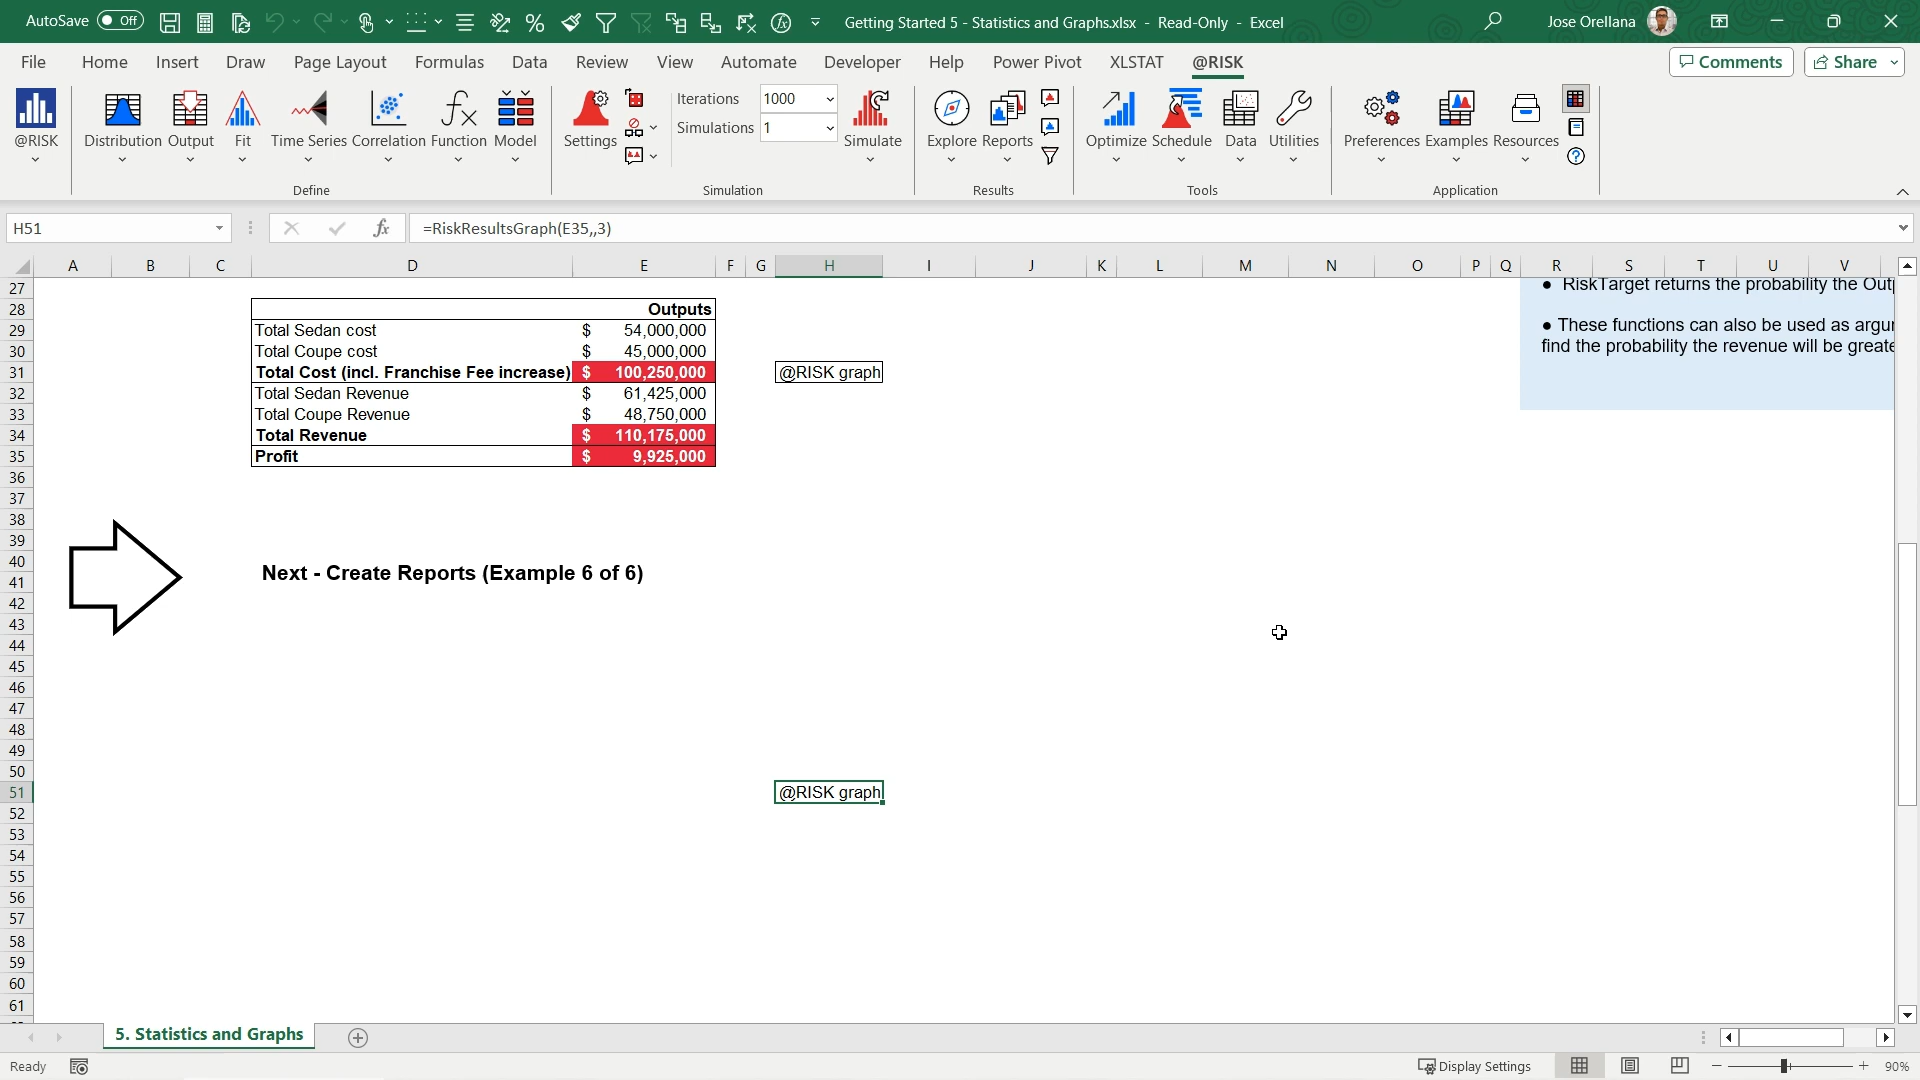 AutoSave Off Getting Started 5 - Statistics and Graphs.xlsx - Read-Only - Excel Jose Orellana
File Home Insert Draw Page Layout Formulas Data Review View Automate Developer Help Power Pivot XLSTAT @RISK Comments Share
Iterations 1000
Simulations 1
@RISK Distribution Output Fit Time Series Correlation Function Model Settings Simulate Explore Reports Optimize Schedule Data Utilities Preferences Examples Resources
Define Simulation Results Tools Application
H51 fx =RiskResultsGraph(E35,,3)
A B C D E F G H I J K L M N O P Q R S T U V
27 • RiskTarget returns the probability the Out
28 Outputs
29 Total Sedan cost $ 54,000,000 • These functions can also be used as argu
30 Total Coupe cost $ 45,000,000 find the probability the revenue will be greate
31 Total Cost (incl. Franchise Fee increase) $ 100,250,000 @RISK graph
32 Total Sedan Revenue $ 61,425,000
33 Total Coupe Revenue $ 48,750,000
34 Total Revenue $ 110,175,000
35 Profit $ 9,925,000
36
37
38
39
40
Next - Create Reports (Example 6 of 6)
41
42
43
44
45
46
47
48
49
50
51 @RISK graph
52
53
54
55
56
57
58
59
60
61
5. Statistics and Graphs
Ready Display Settings 90%